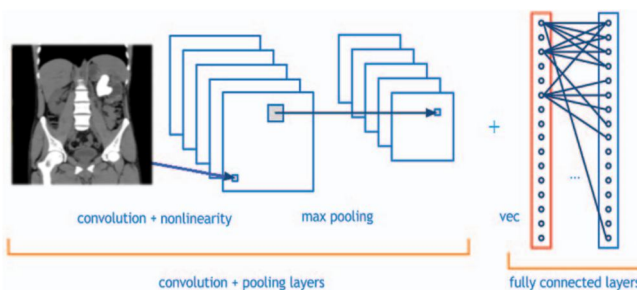 +
convolution + nonlinearity
max pooling
vec
...
convolution + pooling layers
fully connected layers